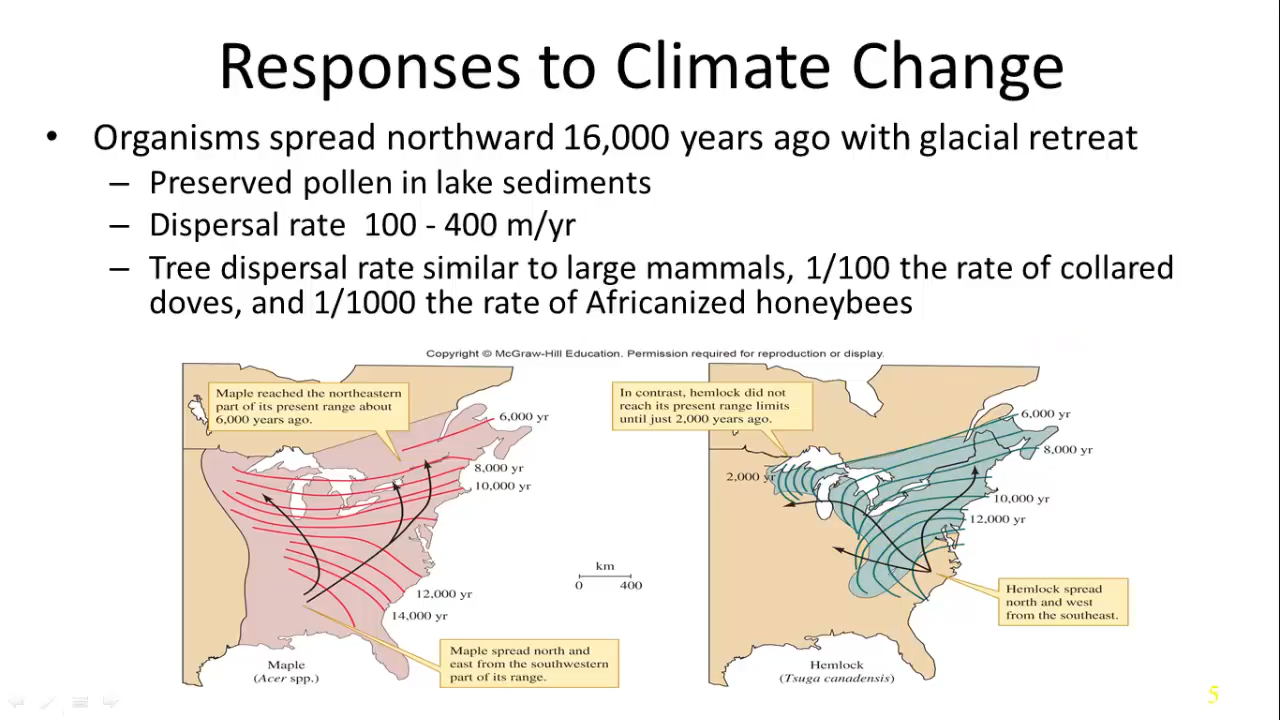 Responses to Climate Change
• Organisms spread northward 16,000 years ago with glacial retreat
– Preserved pollen in lake sediments
– Dispersal rate 100 - 400 m/yr
– Tree dispersal rate similar to large mammals, 1/100 the rate of collared
doves, and 1/1000 the rate of Africanized honeybees
Copyright © McGraw-Hill Education. Permission required for reproduction or display.
Maple reached the northeastern
part of its present range about
6,000 years ago.
6,000 yr
8,000 yr
10,000 yr
12,000 yr
14,000 yr
Maple spread north and
east from the southwestern
part of its range.
Maple
(Acer spp.)
km
0 400
In contrast, hemlock did not
reach its present range limits
until just 2,000 years ago.
6,000 yr
8,000 yr
2,000 yr
10,000 yr
12,000 yr
Hemlock spread
north and west
from the southeast.
Hemlock
(Tsuga canadensis)
5